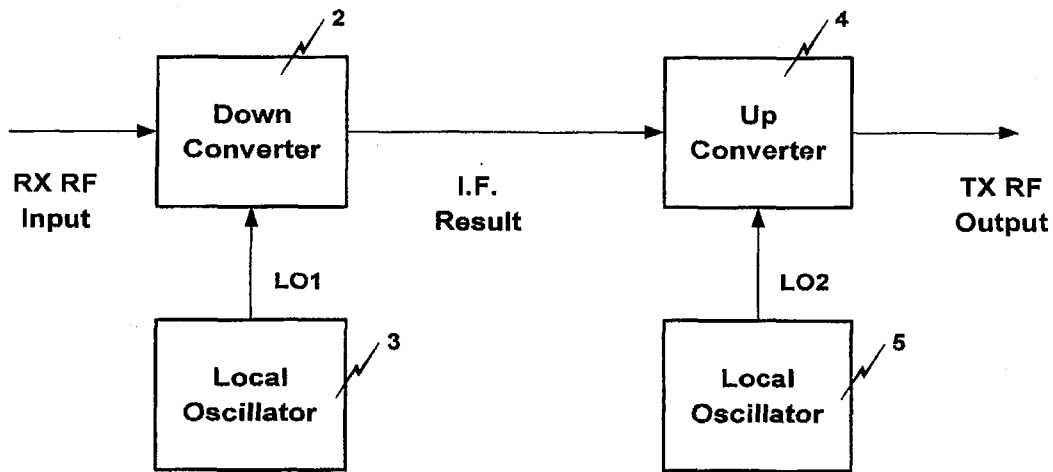 2
4
Down
Converter
Up
Converter
RX RF
Input
I.F.
Result
TX RF
Output
LO1
LO2
3
5
Local
Oscillator
Local
Oscillator